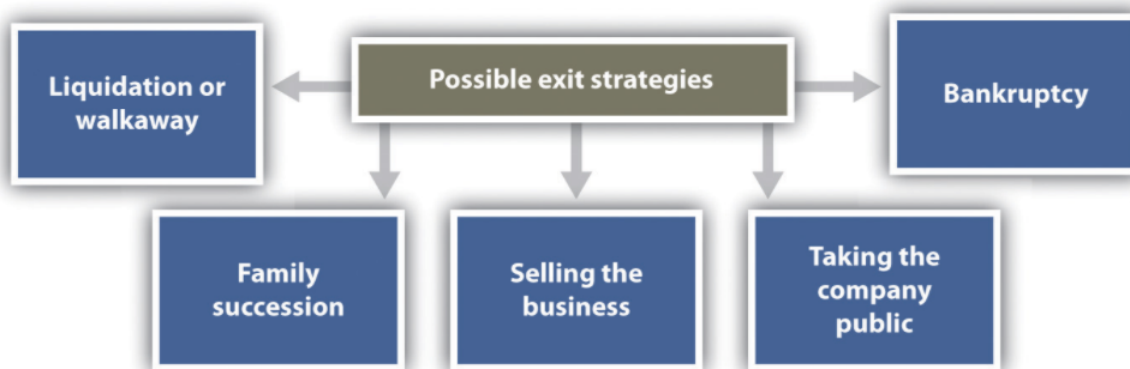 Possible exit strategies
Liquidation or
walkaway
Family
succession
Selling the
business
Taking the
company
public
Bankruptcy